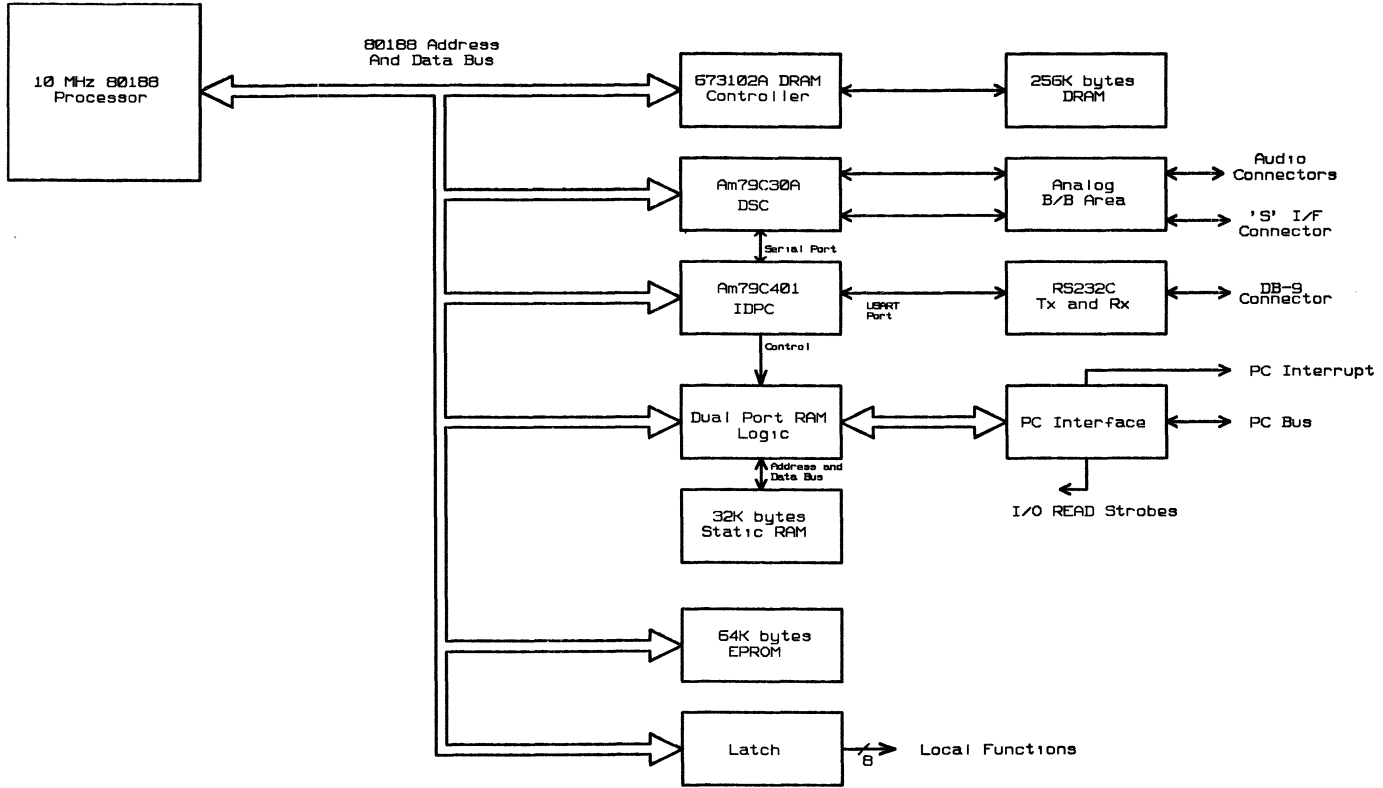 80188 Address
And Data Bus
10 MHz 80188
Processor
673102A DRAM
Controller
256K bytes
DRAM
Am79C30A
DSC
Analog
B/B Area
Audio
Connectors
'S' I/F
Connector
Serial Port
Am79C401
IDPC
USART
Port
RS232C
Tx and Rx
DB-9
Connector
Control
Dual Port RAM
Logic
PC Interface
PC Interrupt
PC Bus
Address and
Data Bus
I/O READ Strobes
32K bytes
Static RAM
64K bytes
EPROM
Latch
8
Local Functions